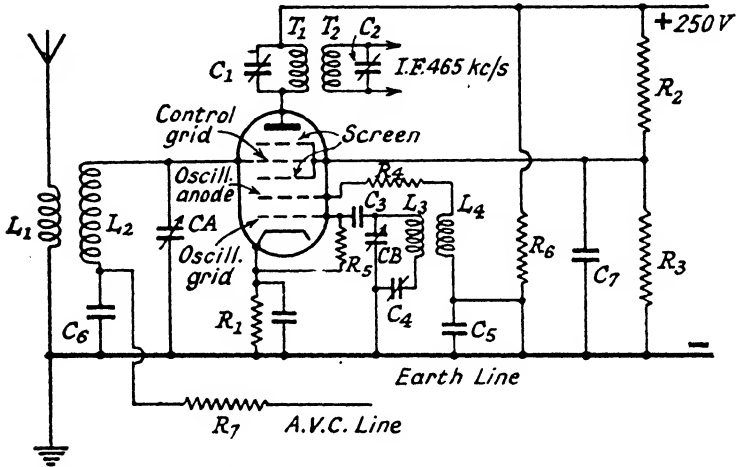 T1 T2 C2
+250V
C1
I.F. 465 kc/s
R2
Control
grid
Screen
Oscill.
anode
R4
C3
L3
L4
L1
L2
CA
CB
Oscill.
grid
R5
R6
C7
R3
C4
C6
R1
C5
−
Earth Line
R7
A.V.C. Line